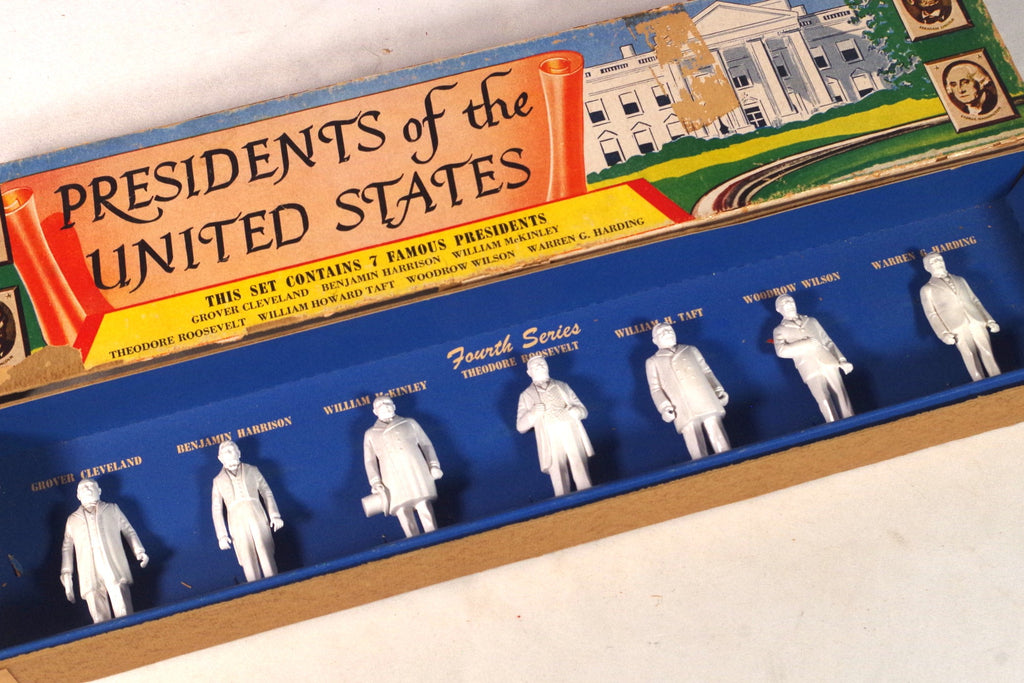 PRESIDENTS of the
UNITED STATES
THIS SET CONTAINS 7 FAMOUS PRESIDENTS
GROVER CLEVELAND BENJAMIN HARRISON WILLIAM McKINLEY
THEODORE ROOSEVELT WILLIAM HOWARD TAFT WOODROW WILSON WARREN G. HARDING
Fourth Series
GROVER CLEVELAND
BENJAMIN HARRISON
WILLIAM McKINLEY
THEODORE ROOSEVELT
WILLIAM H. TAFT
WOODROW WILSON
WARREN G. HARDING